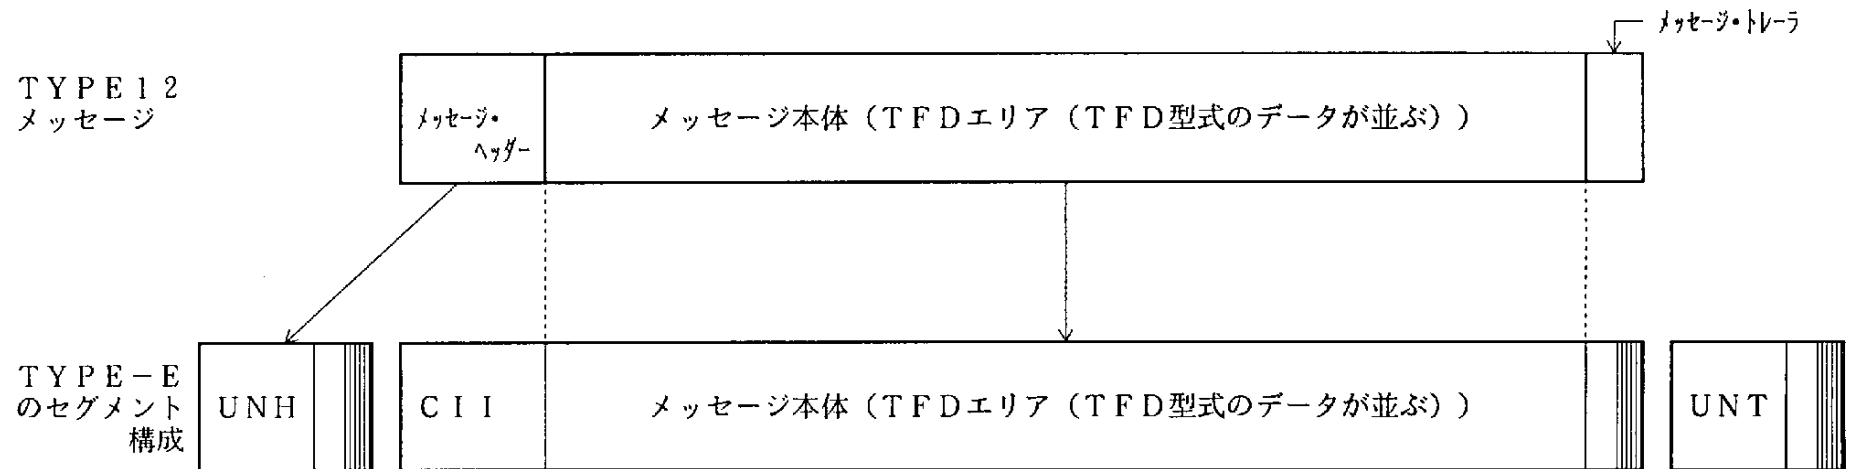 メッセージ・トレーラ
TYPE12
メッセージ
メッセージ・
ヘッダー
メッセージ本体(TFDエリア(TFD型式のデータが並ぶ))
TYPE-E
のセグメント
構成
UNH
CII
メッセージ本体(TFDエリア(TFD型式のデータが並ぶ))
UNT